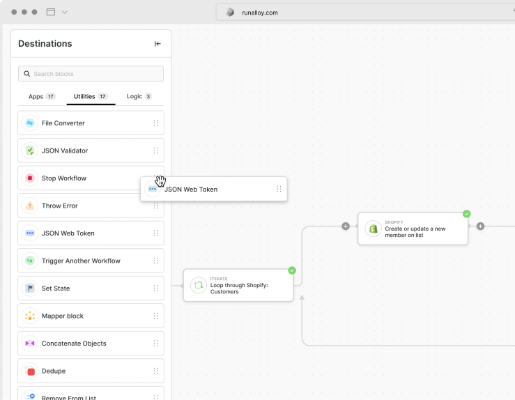 runalloy.com
Destinations
Search blocks
Apps 17 Utilities 17 Logic 3
File Converter
JSON Validator
Stop Workflow
JSON Web Token
Throw Error
JSON Web Token
Trigger Another Workflow
Set State
Mapper block
Concatenate Objects
Dedupe
Remove From List
Loop through Shopify:
Customers
SHOPIFY
Create or update a new
member on list